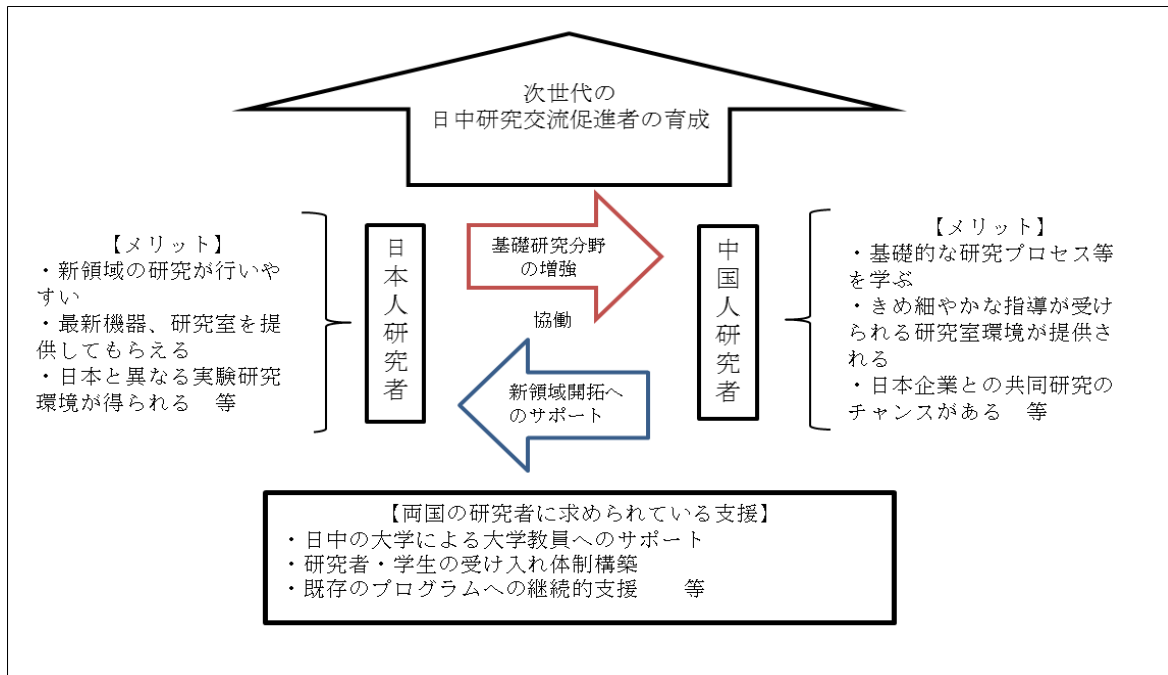 次世代の
日中研究交流促進者の育成
【メリット】
・新領域の研究が行いや
すい
・最新機器、研究室を提
供してもらえる
・日本と異なる実験研究
環境が得られる　等
日本人研究者
基礎研究分野
の増強
協働
新領域開拓へ
のサポート
中国人研究者
【メリット】
・基礎的な研究プロセス等
を学ぶ
・きめ細やかな指導が受け
られる研究室環境が提供さ
れる
・日本企業との共同研究の
チャンスがある　等
【両国の研究者に求められている支援】
・日中の大学による大学教員へのサポート
・研究者・学生の受け入れ体制構築
・既存のプログラムへの継続的支援　　等